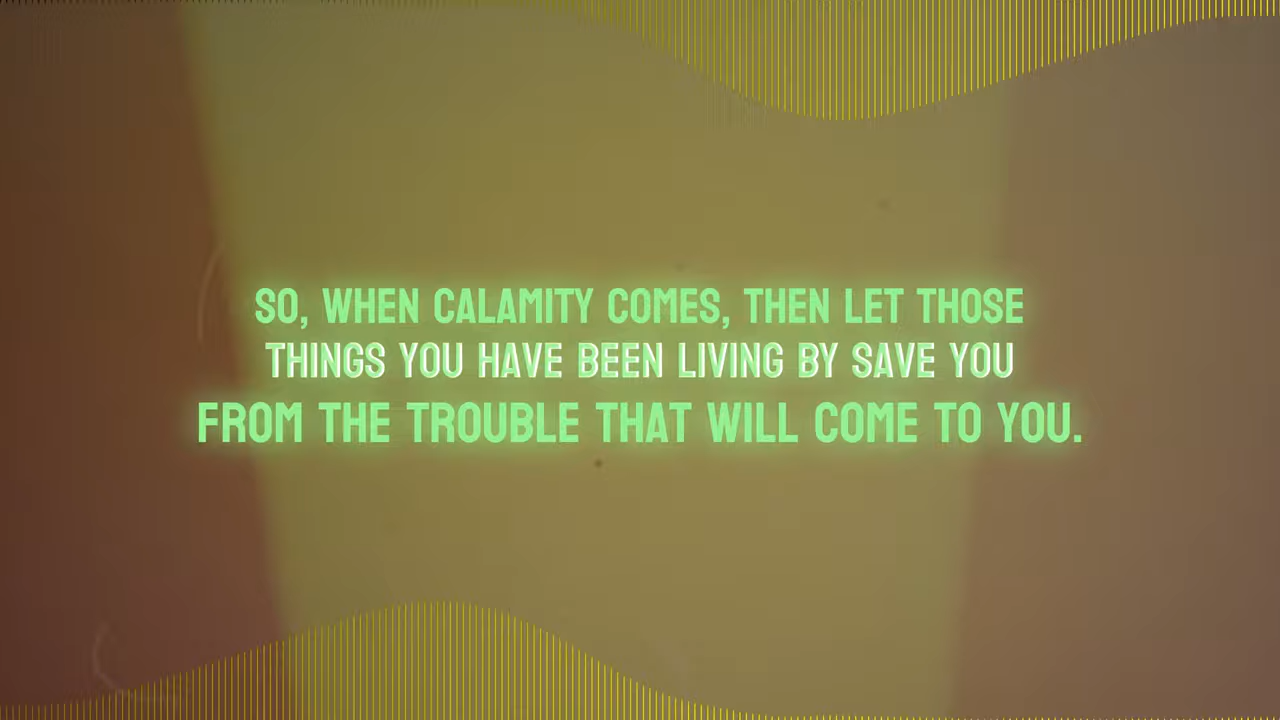 SO, WHEN CALAMITY COMES, THEN LET THOSE
THINGS YOU HAVE BEEN LIVING BY SAVE YOU
FROM THE TROUBLE THAT WILL COME TO YOU.